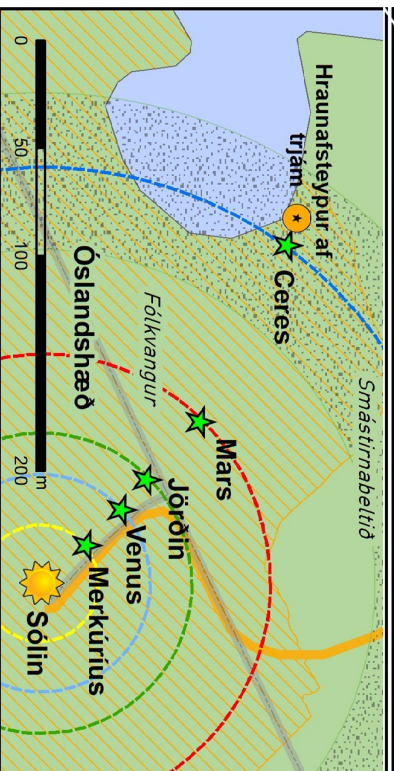 Hraunafsteypur af
trjám
Ceres
Smástirnabeltið
Fólkvangur
Óslandshæð
Mars
Jörðin
Venus
Merkúríus
Sólin
0 50 100 200 m